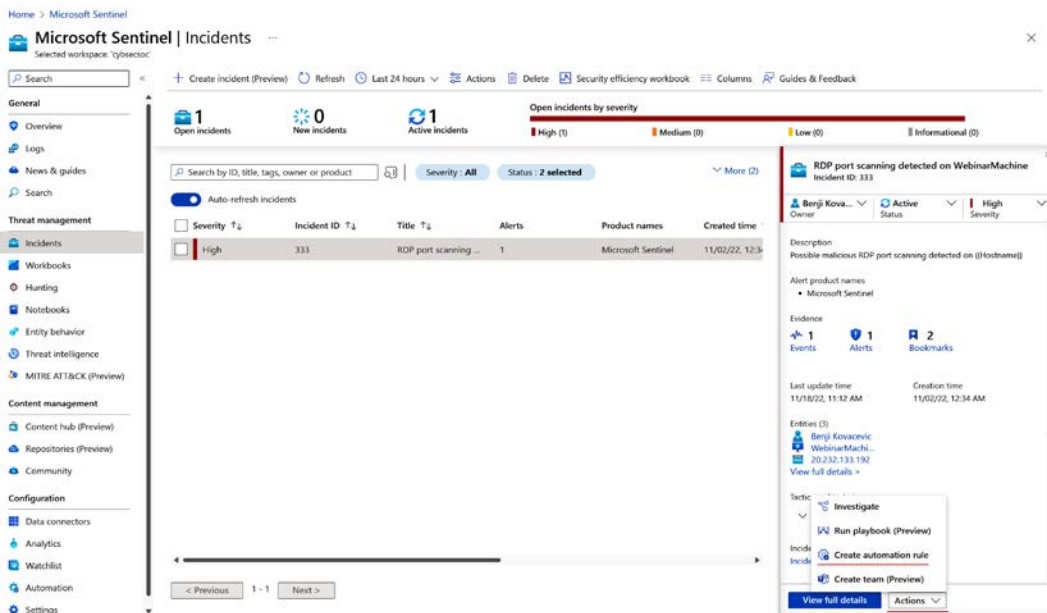 Home > Microsoft Sentinel
Microsoft Sentinel | Incidents ...
Selected workspace: 'cybsecsoc'
Search
General
Overview
Logs
News & guides
Search
Threat management
Incidents
Workbooks
Hunting
Notebooks
Entity behavior
Threat intelligence
MITRE ATT&CK (Preview)
Content management
Content hub (Preview)
Repositories (Preview)
Community
Configuration
Data connectors
Analytics
Watchlist
Automation
Settings
Create incident (Preview) Refresh Last 24 hours Actions Delete Security efficiency workbook Columns Guides & Feedback
1 0 1
Open incidents New incidents Active incidents
Open incidents by severity
High (1) Medium (0) Low (0) Informational (0)
Search by ID, title, tags, owner or product Severity : All Status : 2 selected More (2)
Auto-refresh incidents
Severity ↑↓ Incident ID ↑↓ Title ↑↓ Alerts Product names Created time
High 333 RDP port scanning ... 1 Microsoft Sentinel 11/02/22, 12:3
< Previous 1 - 1 Next >
RDP port scanning detected on WebinarMachine
Incident ID: 333
Benji Kova... Active High
Owner Status Severity
Description
Possible malicious RDP port scanning detected on {{Hostname}}
Alert product names
• Microsoft Sentinel
Evidence
1 1 2
Events Alerts Bookmarks
Last update time Creation time
11/18/22, 11:12 AM 11/02/22, 12:34 AM
Entities (3)
Benji Kovacevic
WebinarMachi...
20.232.133.192
View full details >
Tactic
Investigate
Run playbook (Preview)
Incide
Create automation rule
Incide
Create team (Preview)
View full details Actions